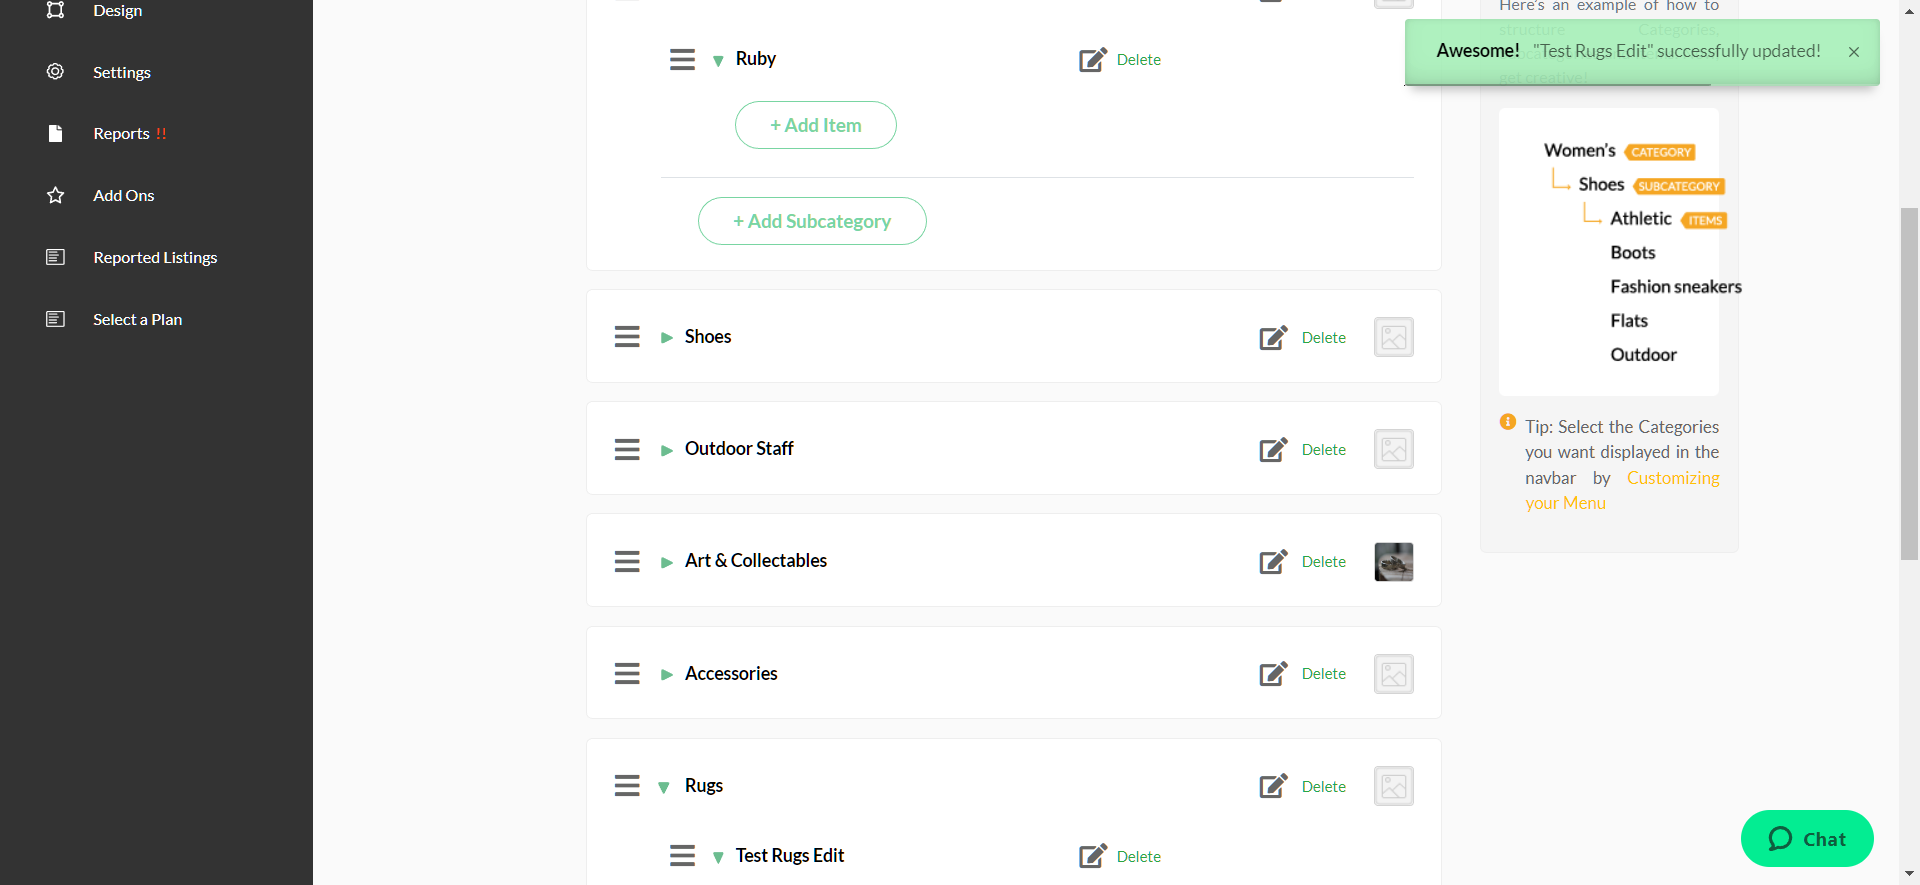 Design
Settings
Reports !!
Add Ons
Reported Listings
Select a Plan
Ruby
Delete
+ Add Item
+ Add Subcategory
Shoes
Delete
Outdoor Staff
Delete
Art & Collectables
Delete
Accessories
Delete
Rugs
Delete
Test Rugs Edit
Delete
Here's an example of how to
structure Categories,
get creative!
Awesome! "Test Rugs Edit" successfully updated! ×
Women's CATEGORY
Shoes SUBCATEGORY
Athletic ITEMS
Boots
Fashion sneakers
Flats
Outdoor
Tip: Select the Categories
you want displayed in the
navbar by Customizing
your Menu
Chat